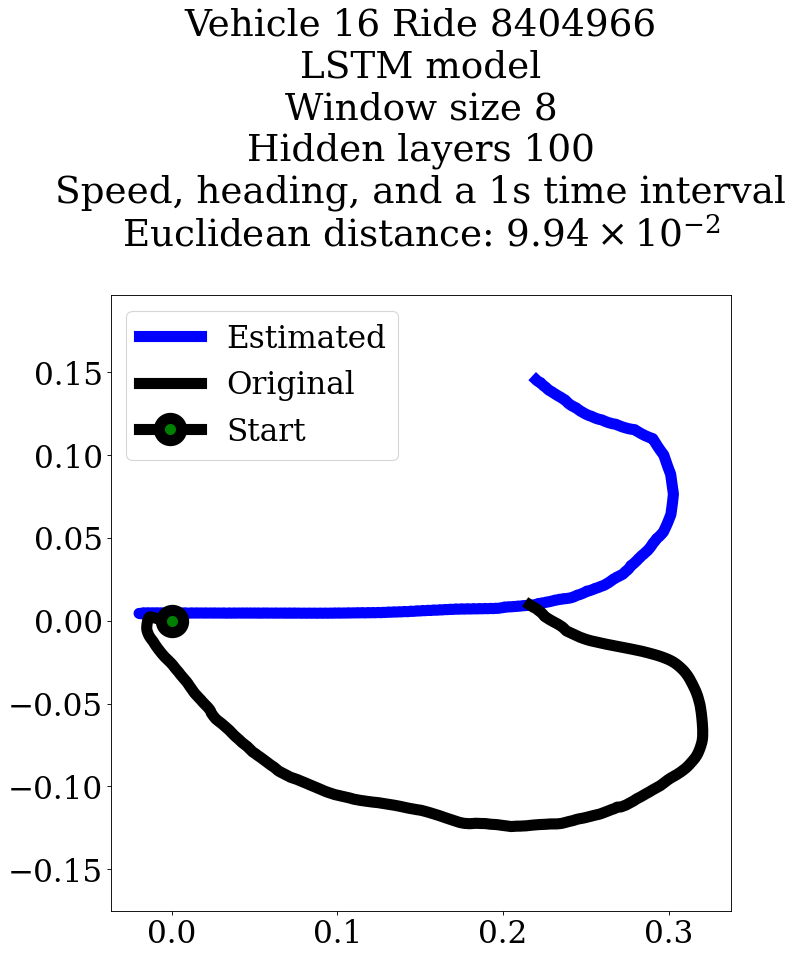 Vehicle 16 Ride 8404966
LSTM model
Window size 8
Hidden layers 100
Speed, heading, and a 1s time interval
Euclidean distance: 9.94 × 10⁻²
Estimated
Original
Start
0.15
0.10
0.05
0.00
−0.05
−0.10
−0.15
0.0 0.1 0.2 0.3